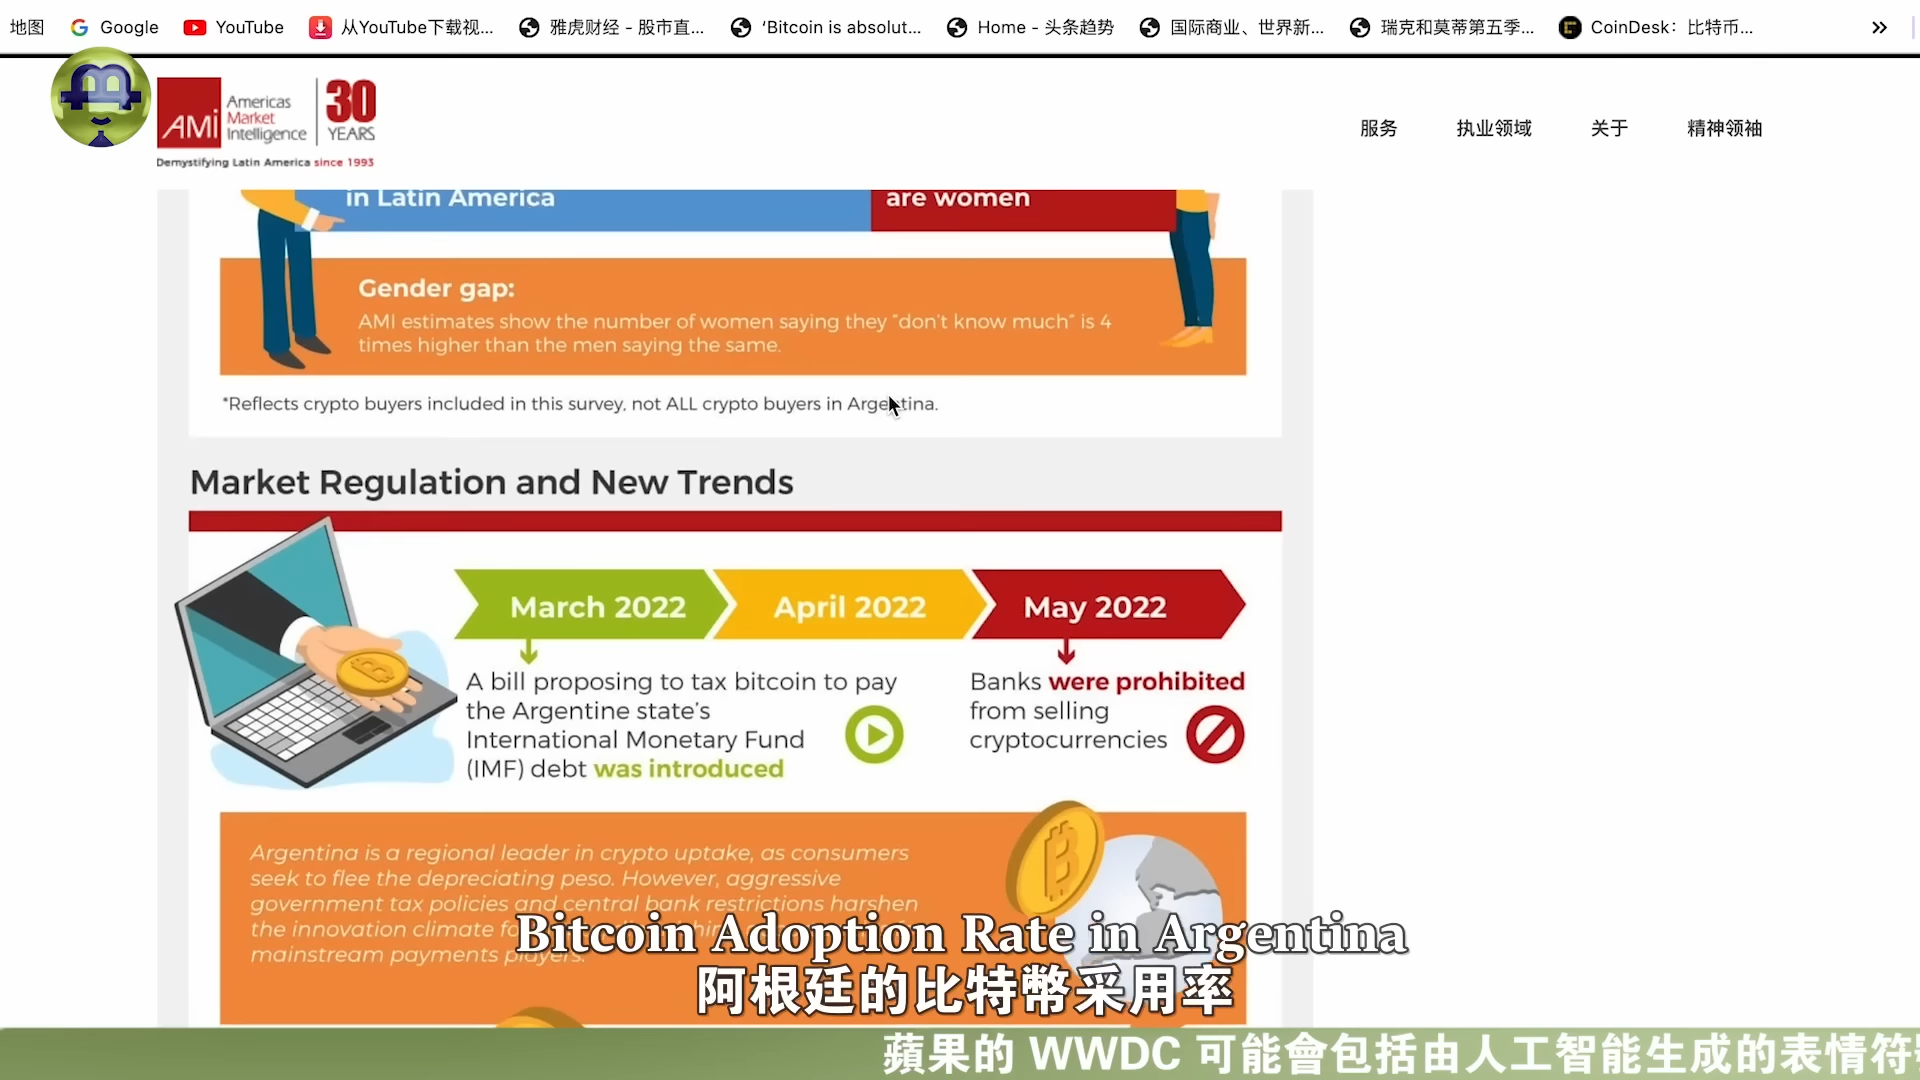 地图
Google
YouTube
从YouTube下载视...
雅虎财经 - 股市直...
‘Bitcoin is absolut...
Home - 头条趋势
国际商业、世界新...
瑞克和莫蒂第五季...
CoinDesk：比特币...
AMI
Americas
Market
Intelligence
30
YEARS
Demystifying Latin America since 1993
服务
执业领域
关于
精神领袖
in Latin America
are women
Gender gap:
AMI estimates show the number of women saying they “don’t know much” is 4
times higher than the men saying the same.
*Reflects crypto buyers included in this survey, not ALL crypto buyers in Argentina.
Market Regulation and New Trends
March 2022
April 2022
May 2022
A bill proposing to tax bitcoin to pay
the Argentine state’s
International Monetary Fund
(IMF) debt was introduced
Banks were prohibited
from selling
cryptocurrencies
Argentina is a regional leader in crypto uptake, as consumers
seek to flee the depreciating peso. However, aggressive
government tax policies and central bank restrictions harshen
the innovation climate
mainstream payments players.
Bitcoin Adoption Rate in Argentina
阿根廷的比特幣采用率
蘋果的 WWDC 可能會包括由人工智能生成的表情符